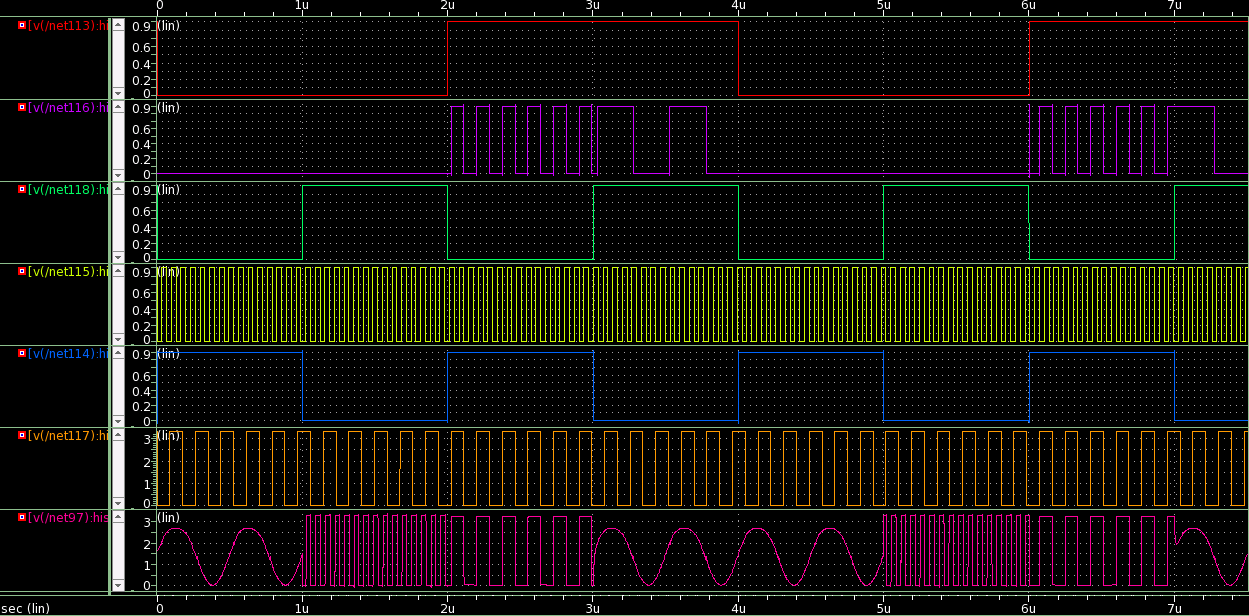 0 1u 2u 3u 4u 5u 6u 7u
[v(/net113):hi
0.9 (lin)
0.6
0.4
0.2
0
[v(/net116):hi
0.9 (lin)
0.6
0.4
0.2
0
[v(/net118):hi
0.9 (lin)
0.6
0.4
0.2
0
[v(/net115):hi
0.9 (lin)
0.6
0.4
0.2
0
[v(/net114):hi
0.9 (lin)
0.6
0.4
0.2
0
[v(/net117):hi
3 (lin)
2
1
0
[v(/net97):his
3 (lin)
2
1
0
sec (lin) 0 1u 2u 3u 4u 5u 6u 7u